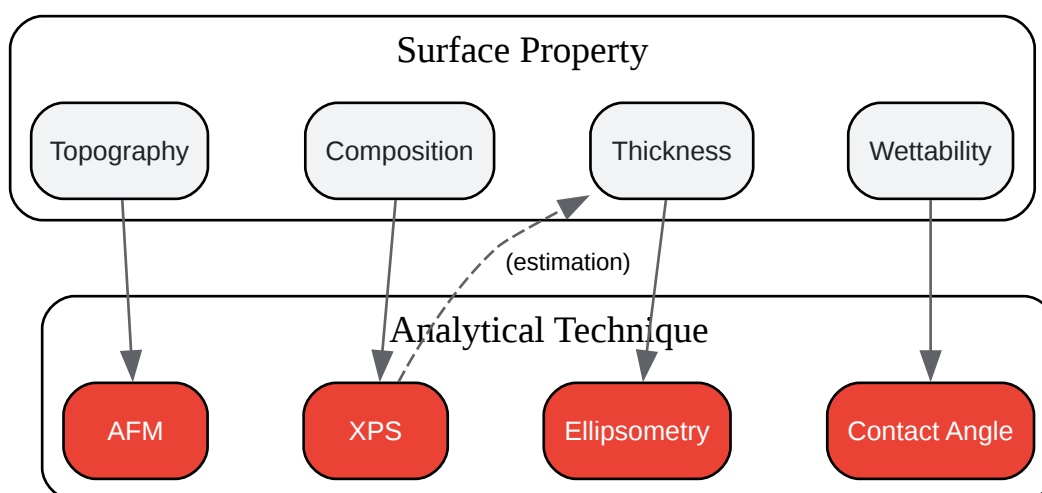 Surface Property
Topography
Composition
Thickness
Wettability
(estimation)
Analytical Technique
AFM
XPS
Ellipsometry
Contact Angle